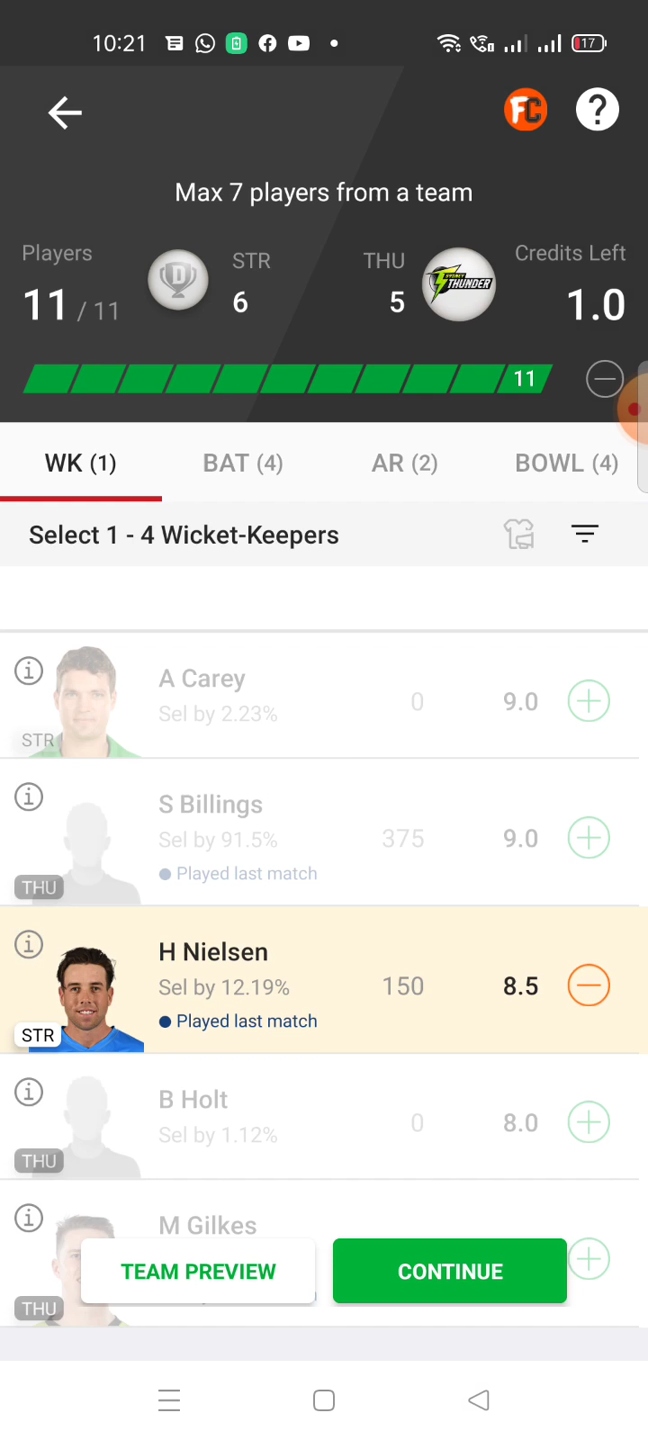 10:21
17
FC
?
Max 7 players from a team
Players
STR
THU
Credits Left
11 / 11
D
6
5
SYDNEY
THUNDER
1.0
11
WK (1)
BAT (4)
AR (2)
BOWL (4)
Select 1 - 4 Wicket-Keepers
A Carey
Sel by 2.23%
0
9.0
STR
S Billings
Sel by 91.5%
375
9.0
Played last match
THU
H Nielsen
Sel by 12.19%
150
8.5
Played last match
STR
B Holt
Sel by 1.12%
0
8.0
THU
M Gilkes
TEAM PREVIEW
CONTINUE
THU